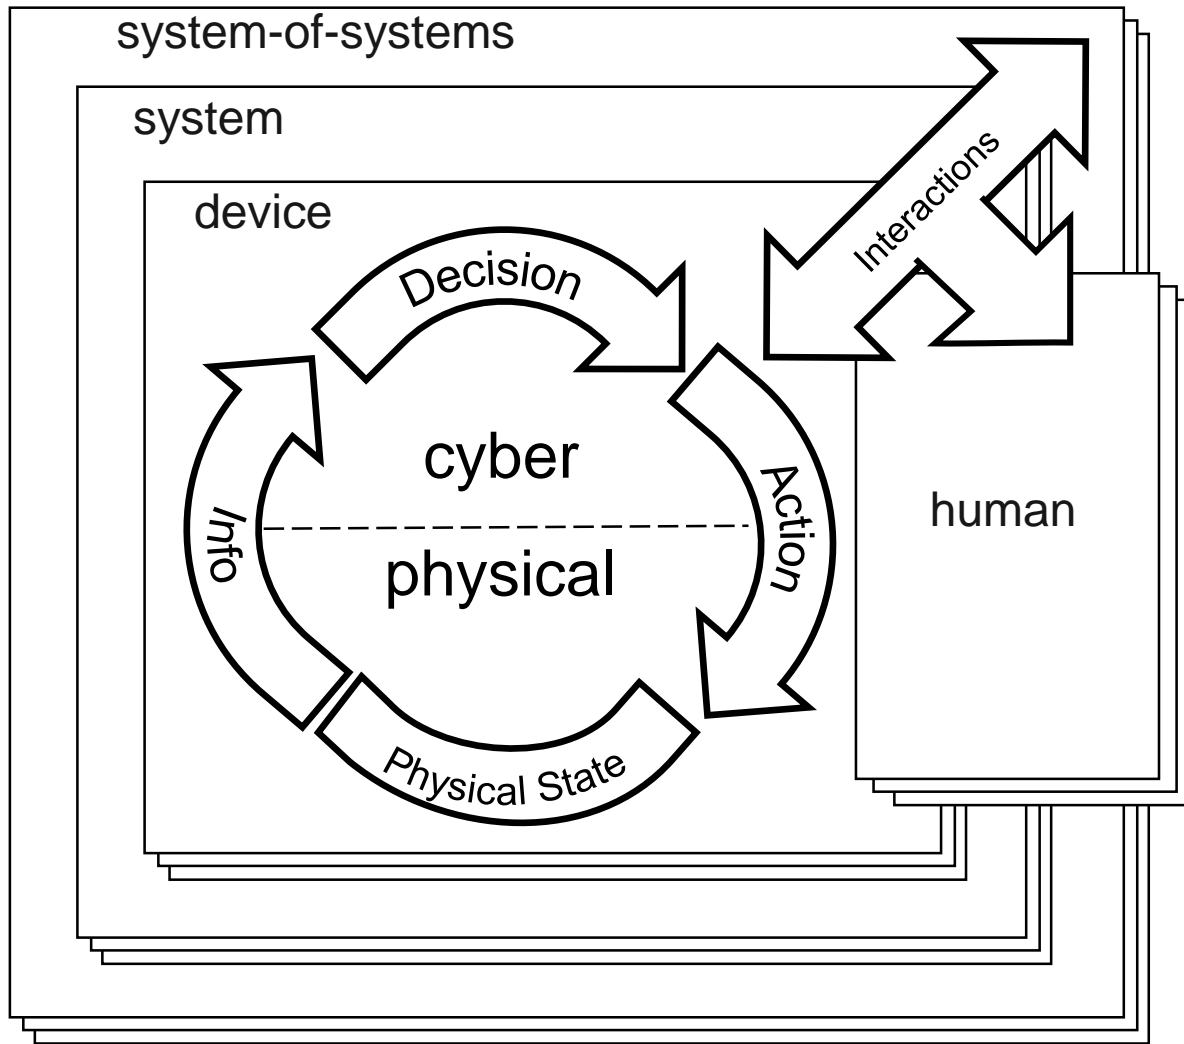 system-of-systems
system
device
Interactions
Decision
Info
cyber
physical
Action
human
Physical State